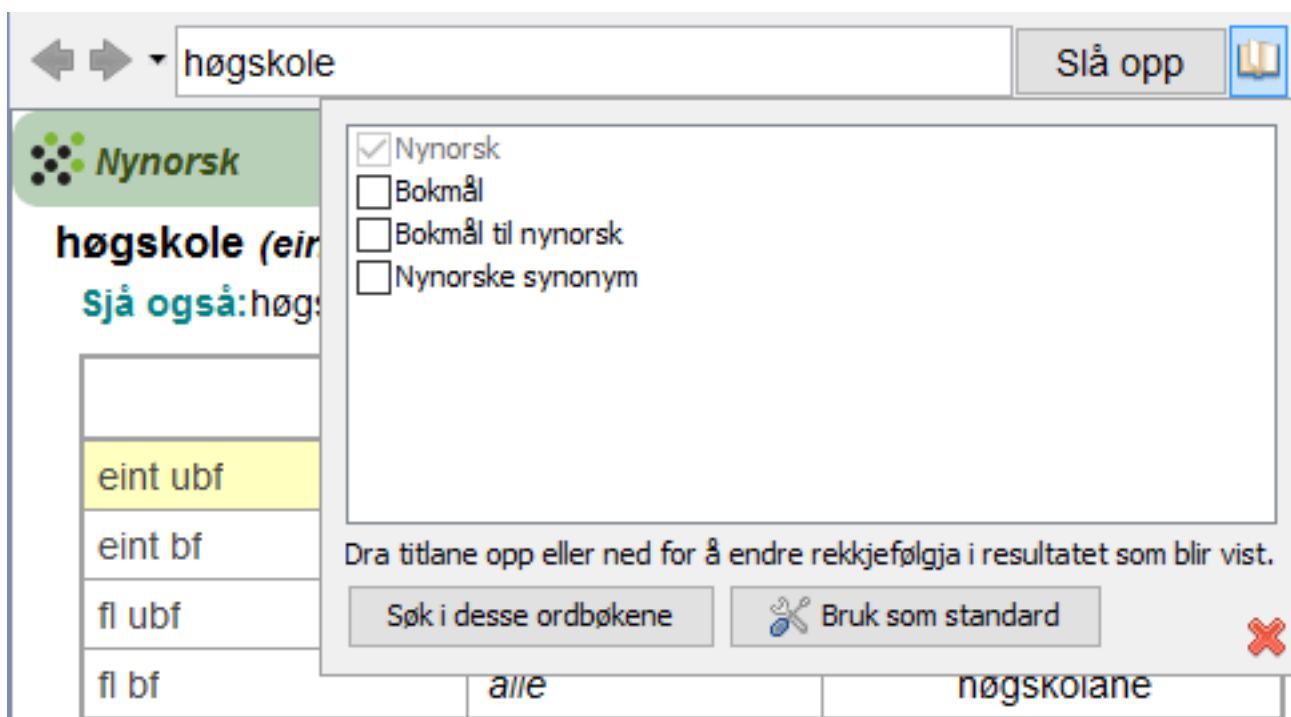 høgskole
Slå opp
Nynorsk
høgskole
Sjå også:
Nynorsk
Bokmål
Bokmål til nynorsk
Nynorske synonym
Dra titlane opp eller ned for å endre rekkjefølgja i resultatet som blir vist.
Søk i desse ordbøkene
Bruk som standard
eint ubf
eint bf
fl ubf
fl bf alle høgskolane